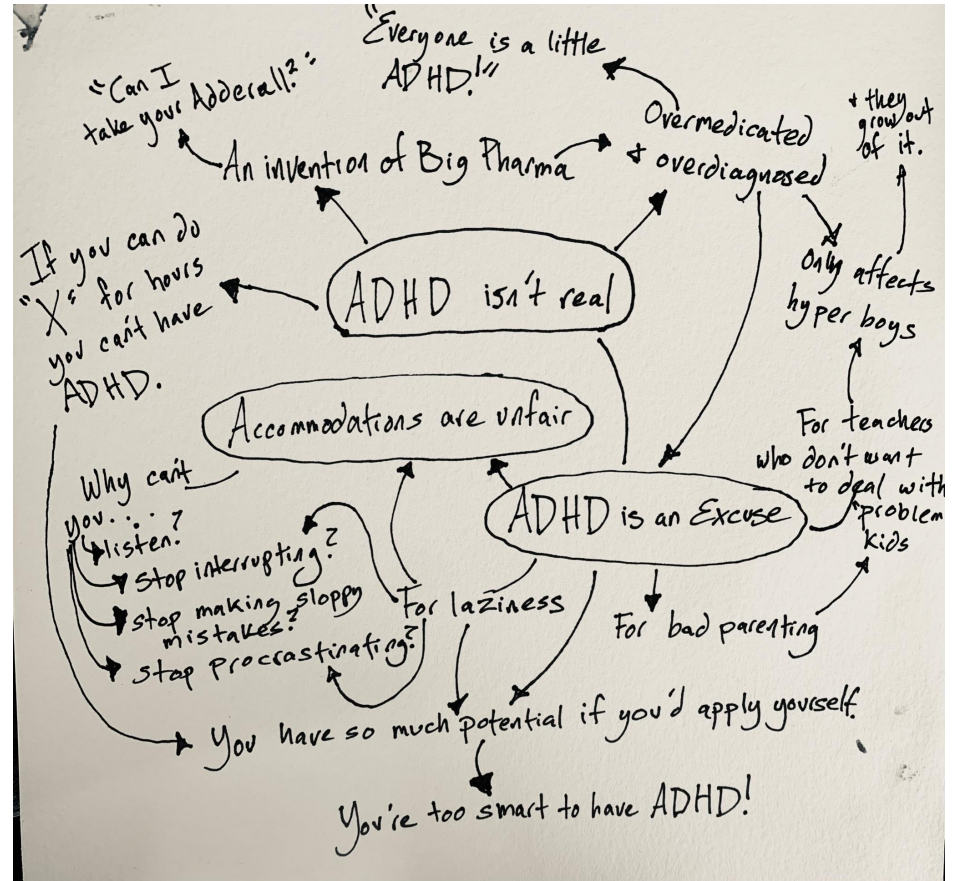 "Everyone is a little
ADHD!"
"Can I
take your Adderall?"
Overmedicated
& overdiagnosed
& they
grow out
of it.
An invention of Big Pharma
"If you can do
"X" for hours
you can't have
ADHD.
ADHD isn't real
Only affects
hyper boys
Accommodations are unfair
For teachers
who don't want
to deal with
"problem
kids
Why can't
you....
listen?
stop interrupting?
stop making sloppy
mistakes?
stop procrastinating?
ADHD is an Excuse
For laziness
For bad parenting
You have so much potential if you'd apply yourself.
You're too smart to have ADHD!